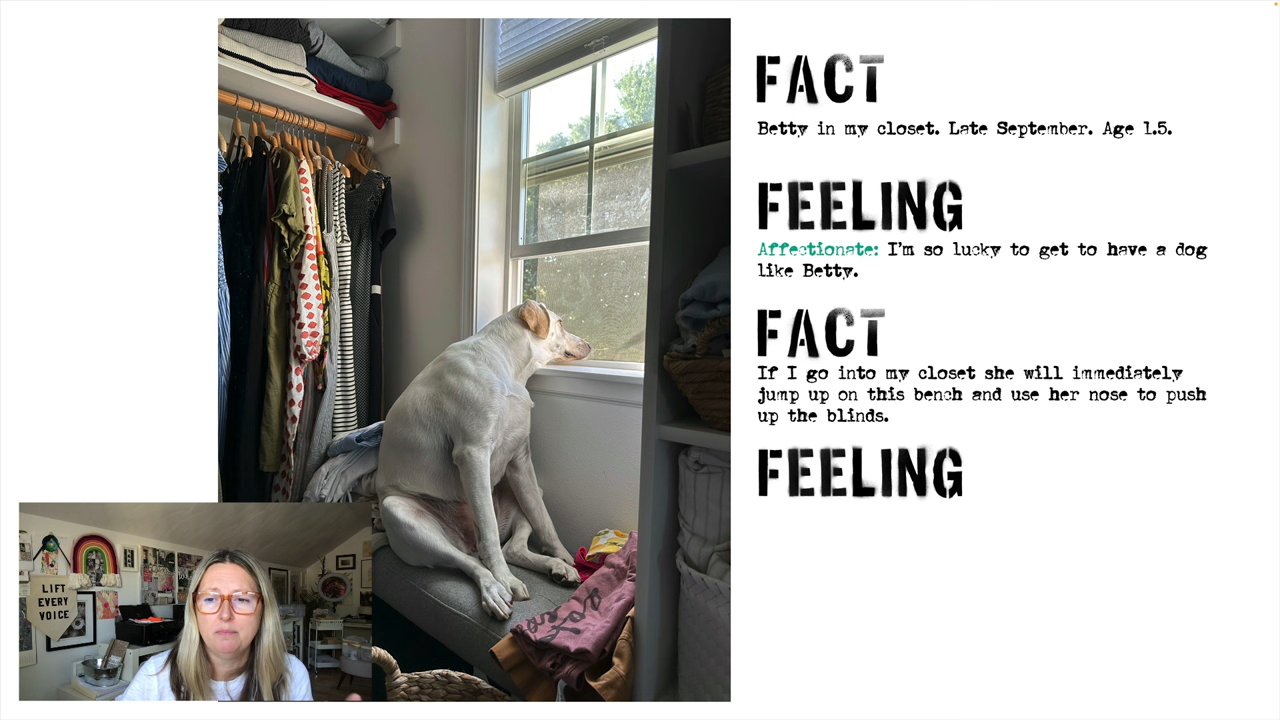 FACT
Betty in my closet. Late September. Age 1.5.
FEELING
Affectionate: I'm so lucky to get to have a dog
like Betty.
FACT
If I go into my closet she will immediately
jump up on this bench and use her nose to push
up the blinds.
FEELING
LIFT
EVERY
VOICE